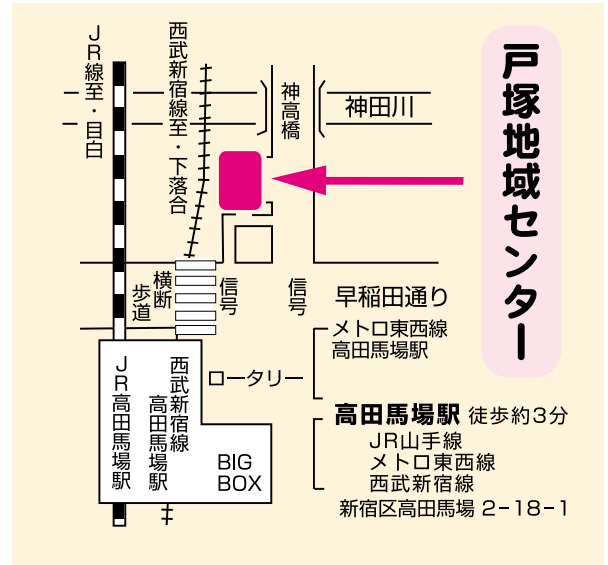 戸塚地域センター
JR線至・目白
西武新宿線至・下落合
神高橋
神田川
横断
歩道
信号
信号
早稲田通り
メトロ東西線
高田馬場駅
ロータリー
JR高田馬場駅
西武新宿線
高田馬場駅
BIG
BOX
高田馬場駅 徒歩約3分
JR山手線
メトロ東西線
西武新宿線
新宿区高田馬場 2-18-1